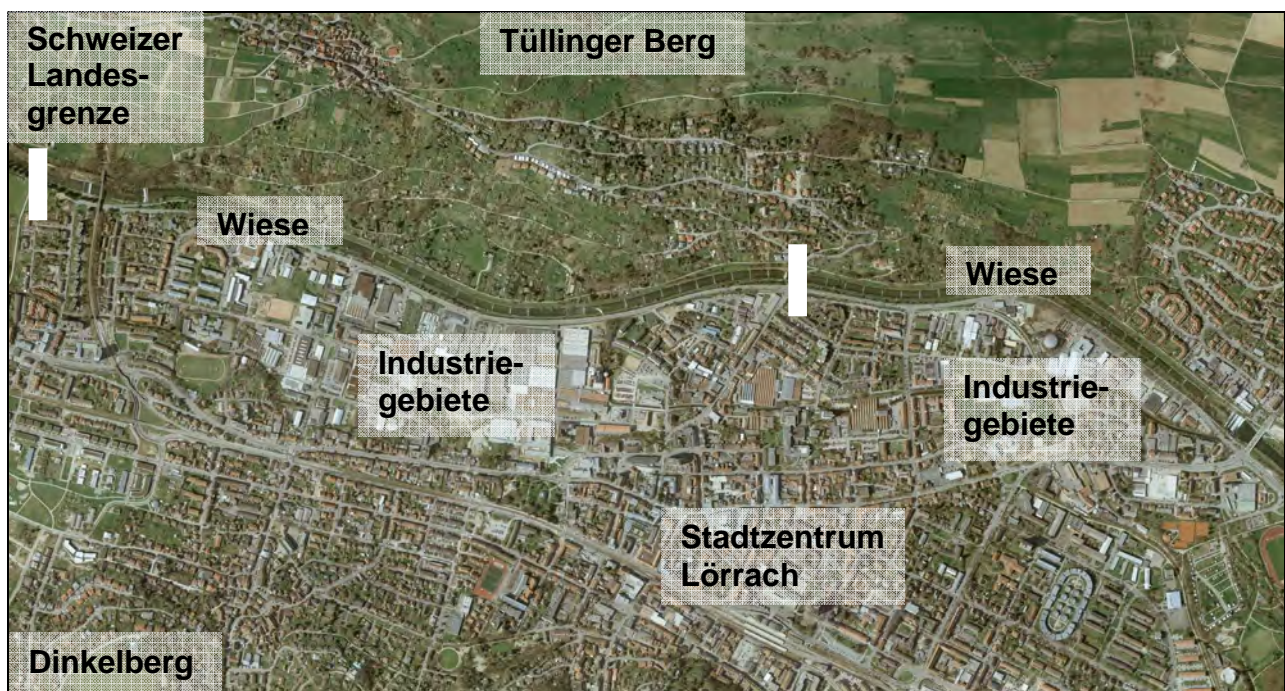 Schweizer
Landes-
grenze
Tüllinger Berg
Wiese
Wiese
Industrie-
gebiete
Industrie-
gebiete
Stadtzentrum
Lörrach
Dinkelberg